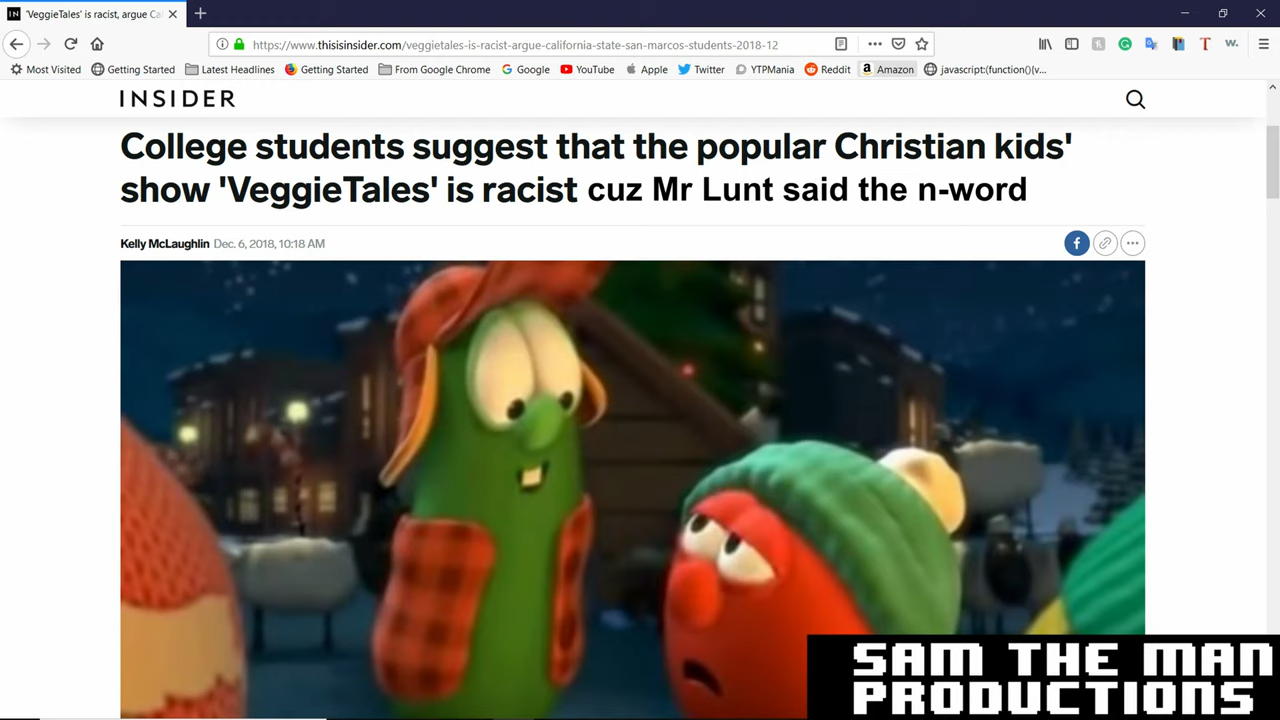 'VeggieTales' is racist, argue Cal
https://www.thisisinsider.com/veggietales-is-racist-argue-california-state-san-marcos-students-2018-12
Most Visited Getting Started Latest Headlines Getting Started From Google Chrome Google YouTube Apple Twitter YTPMania Reddit Amazon javascript:(function(){v...
INSIDER
College students suggest that the popular Christian kids'
show 'VeggieTales' is racist cuz Mr Lunt said the n-word
Kelly McLaughlin Dec. 6, 2018, 10:18 AM
SAM THE MAN
PRODUCTIONS